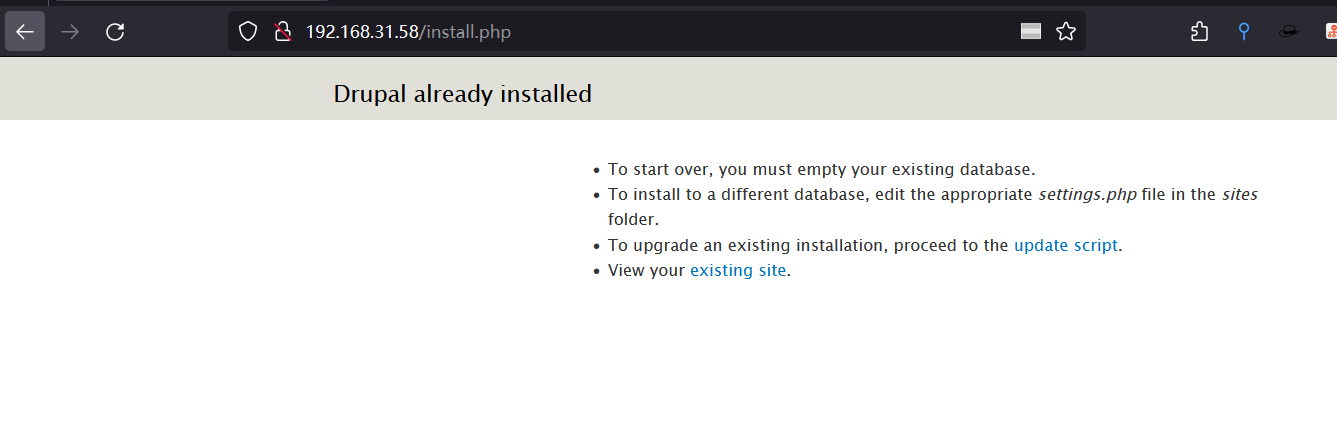 192.168.31.58/install.php
Drupal already installed
• To start over, you must empty your existing database.
• To install to a different database, edit the appropriate settings.php file in the sites
folder.
• To upgrade an existing installation, proceed to the update script.
• View your existing site.